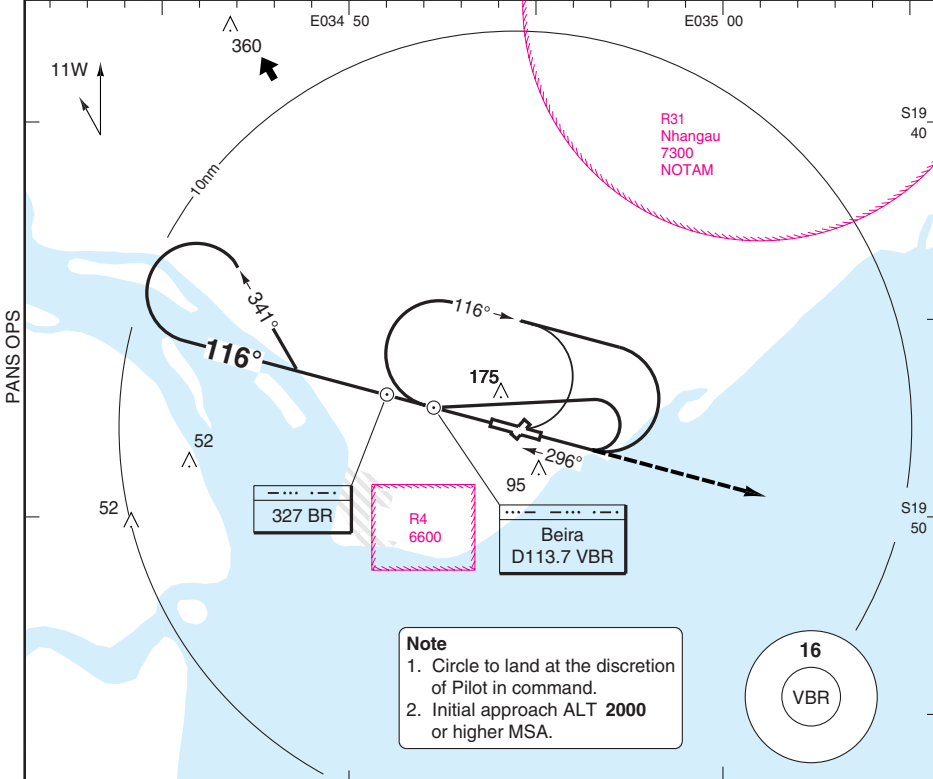 E034 50
E035 00
360
11W
S19
40
R31
Nhangau
7300
NOTAM
10nm
341°
116°
116°
175
PANS OPS
296°
52
95
52
327 BR
R4
6600
Beira
D113.7 VBR
S19
50
Note
1. Circle to land at the discretion
of Pilot in command.
2. Initial approach ALT 2000
or higher MSA.
16
VBR